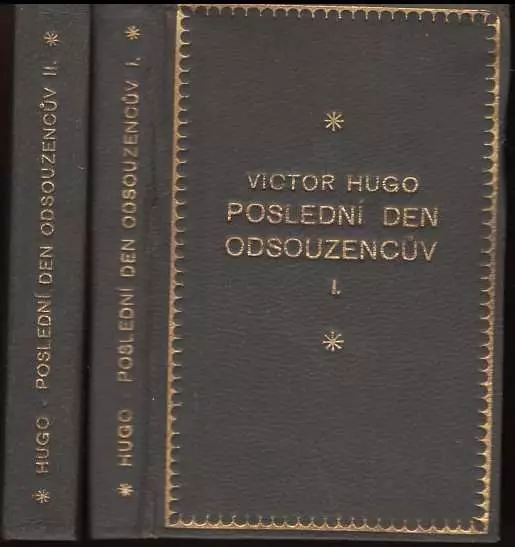 * HUGO - POSLEDNÍ DEN ODSOUZENCŮV II. *
* HUGO - POSLEDNÍ DEN ODSOUZENCŮV I. *
*
VICTOR HUGO
POSLEDNÍ DEN
ODSOUZENCŮV
I.
*